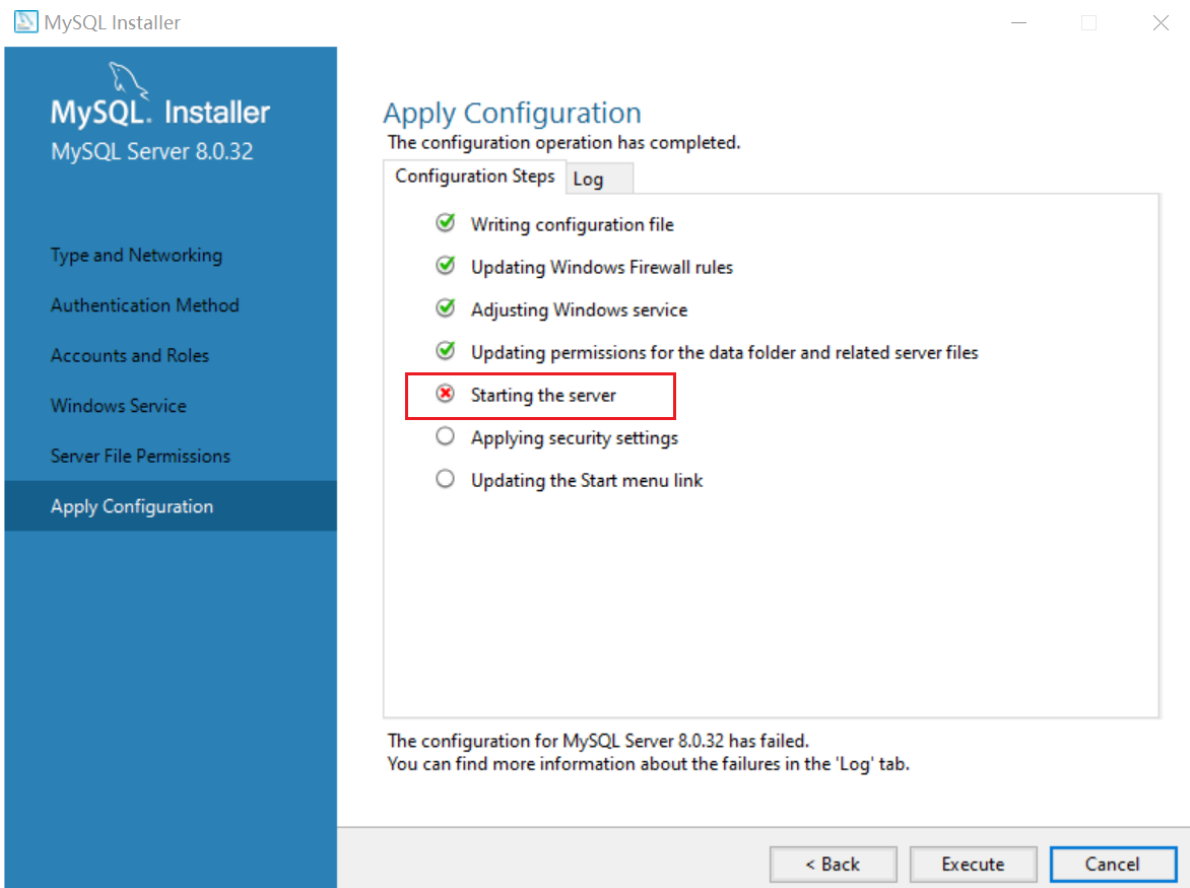 MySQL Installer
MySQL. Installer
MySQL Server 8.0.32
Type and Networking
Authentication Method
Accounts and Roles
Windows Service
Server File Permissions
Apply Configuration
Apply Configuration
The configuration operation has completed.
Configuration Steps
Log
Writing configuration file
Updating Windows Firewall rules
Adjusting Windows service
Updating permissions for the data folder and related server files
Starting the server
Applying security settings
Updating the Start menu link
The configuration for MySQL Server 8.0.32 has failed.
You can find more information about the failures in the 'Log' tab.
< Back
Execute
Cancel